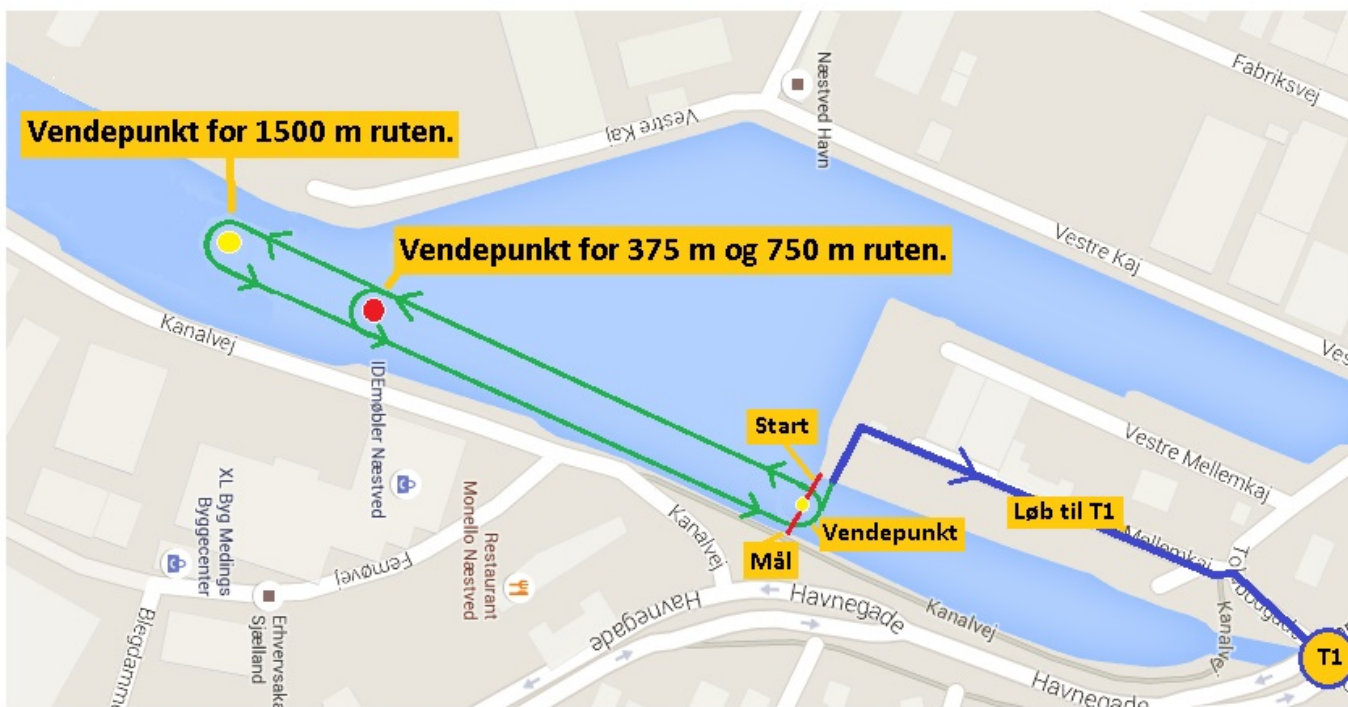 Fabriksvej
Næstved Havn
Vestre Kaj
Vendepunkt for 1500 m ruten.
Vestre Kaj
Vendepunkt for 375 m og 750 m ruten.
Kanalvej
IDEmøbler Næstved
Start
Vestre Mellemkaj
Løb til T1
Vendepunkt
Mål
Mellemkaj
XL Byg Medings
Byggecenter
Restaurant
Monello Næstved
Kanalvej
Femøvej
Havnegade
Havnegade
Kanalvej
Kanalvej
Erhvervsaka
Sjælland
Blegdamme
Havnegade
T1